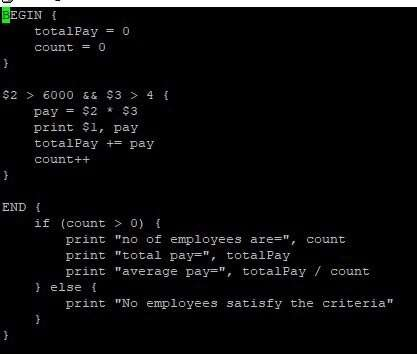 BEGIN {
    totalPay = 0
    count = 0
}

$2 > 6000 && $3 > 4 {
    pay = $2 * $3
    print $1, pay
    totalPay += pay
    count++
}

END {
    if (count > 0) {
        print "no of employees are=", count
        print "total pay=", totalPay
        print "average pay=", totalPay / count
    } else {
        print "No employees satisfy the criteria"
    }
}